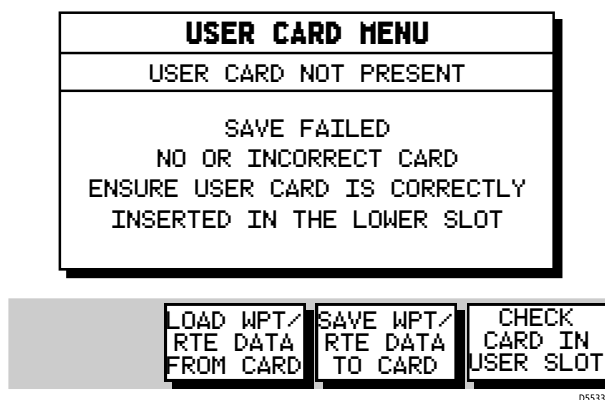 USER CARD MENU
USER CARD NOT PRESENT
SAVE FAILED
NO OR INCORRECT CARD
ENSURE USER CARD IS CORRECTLY
INSERTED IN THE LOWER SLOT
LOAD WPT/
RTE DATA
FROM CARD
SAVE WPT/
RTE DATA
TO CARD
CHECK
CARD IN
USER SLOT
D5533